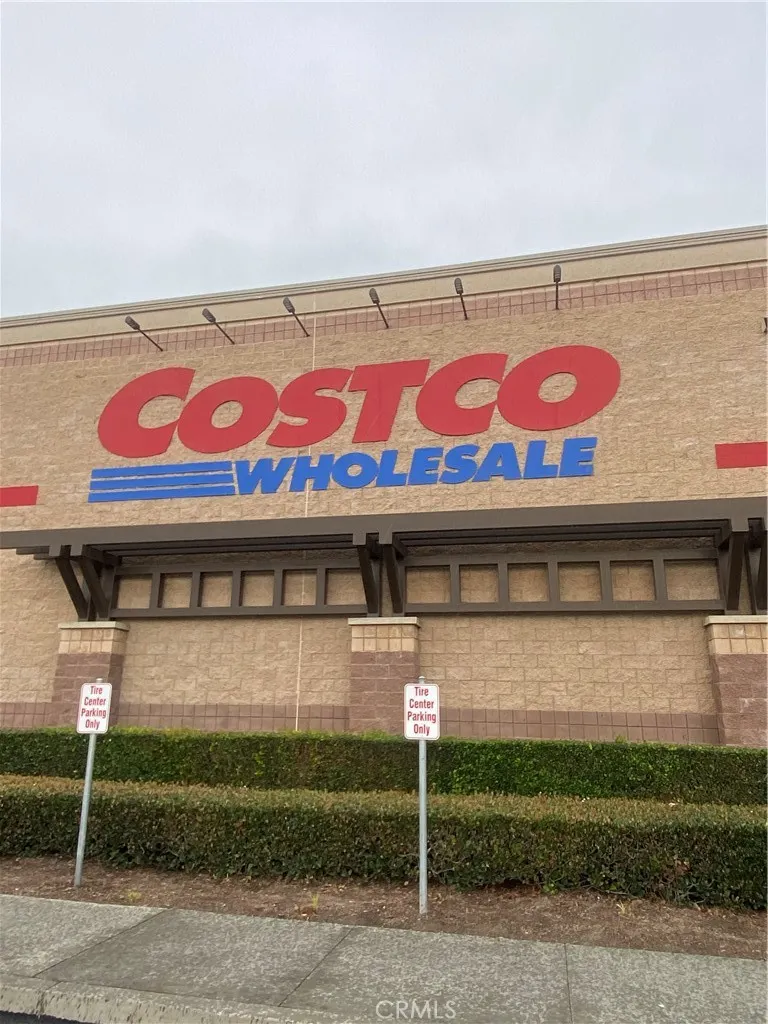 COSTCO
WHOLESALE
Tire
Center
Parking
Only
Tire
Center
Parking
Only
CRMLS